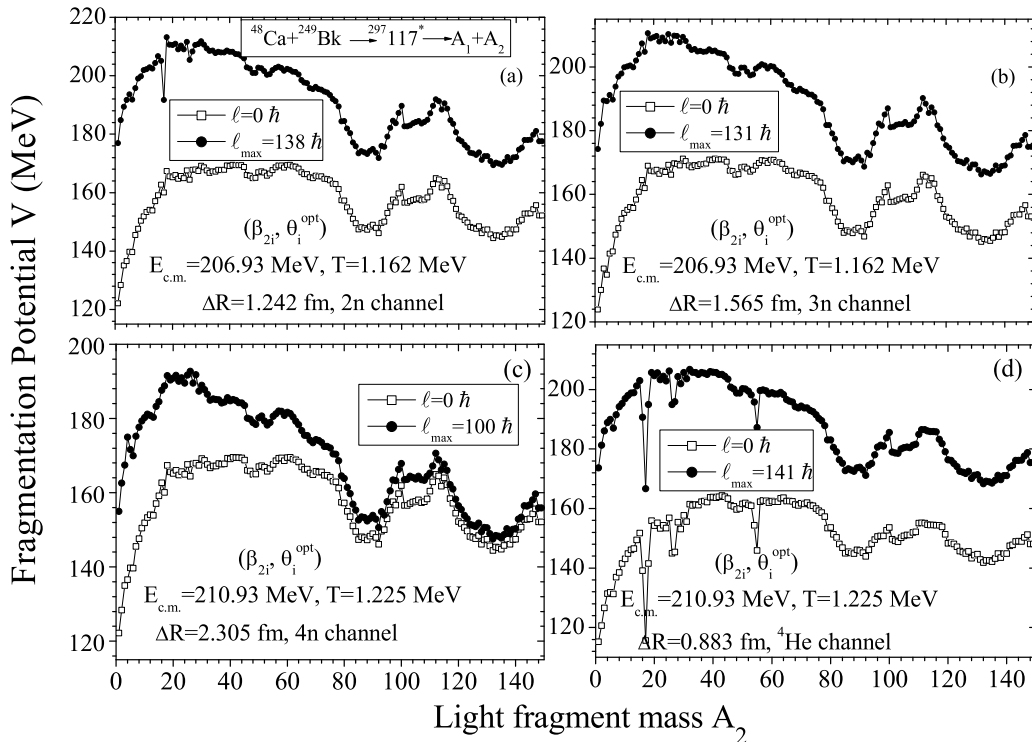 ⁴⁸Ca+²⁴⁹Bk ⟶ ²⁹⁷117* ⟶ A₁+A₂
(a)
ℓ=0 ℏ
ℓmax=138 ℏ
(β₂ᵢ, θᵢᵒᵖᵗ)
E_c.m.=206.93 MeV, T=1.162 MeV
ΔR=1.242 fm, 2n channel
220
200
180
160
140
120
(b)
ℓ=0 ℏ
ℓmax=131 ℏ
(β₂ᵢ, θᵢᵒᵖᵗ)
E_c.m.=206.93 MeV, T=1.162 MeV
ΔR=1.565 fm, 3n channel
200
180
160
140
120
(c)
ℓ=0 ℏ
ℓmax=100 ℏ
(β₂ᵢ, θᵢᵒᵖᵗ)
E_c.m.=210.93 MeV, T=1.225 MeV
ΔR=2.305 fm, 4n channel
200
180
160
140
120
0 20 40 60 80 100 120 140
(d)
ℓ=0 ℏ
ℓmax=141 ℏ
(β₂ᵢ, θᵢᵒᵖᵗ)
E_c.m.=210.93 MeV, T=1.225 MeV
ΔR=0.883 fm, ⁴He channel
200
180
160
140
120
0 20 40 60 80 100 120 140
Fragmentation Potential V (MeV)
Light fragment mass A₂